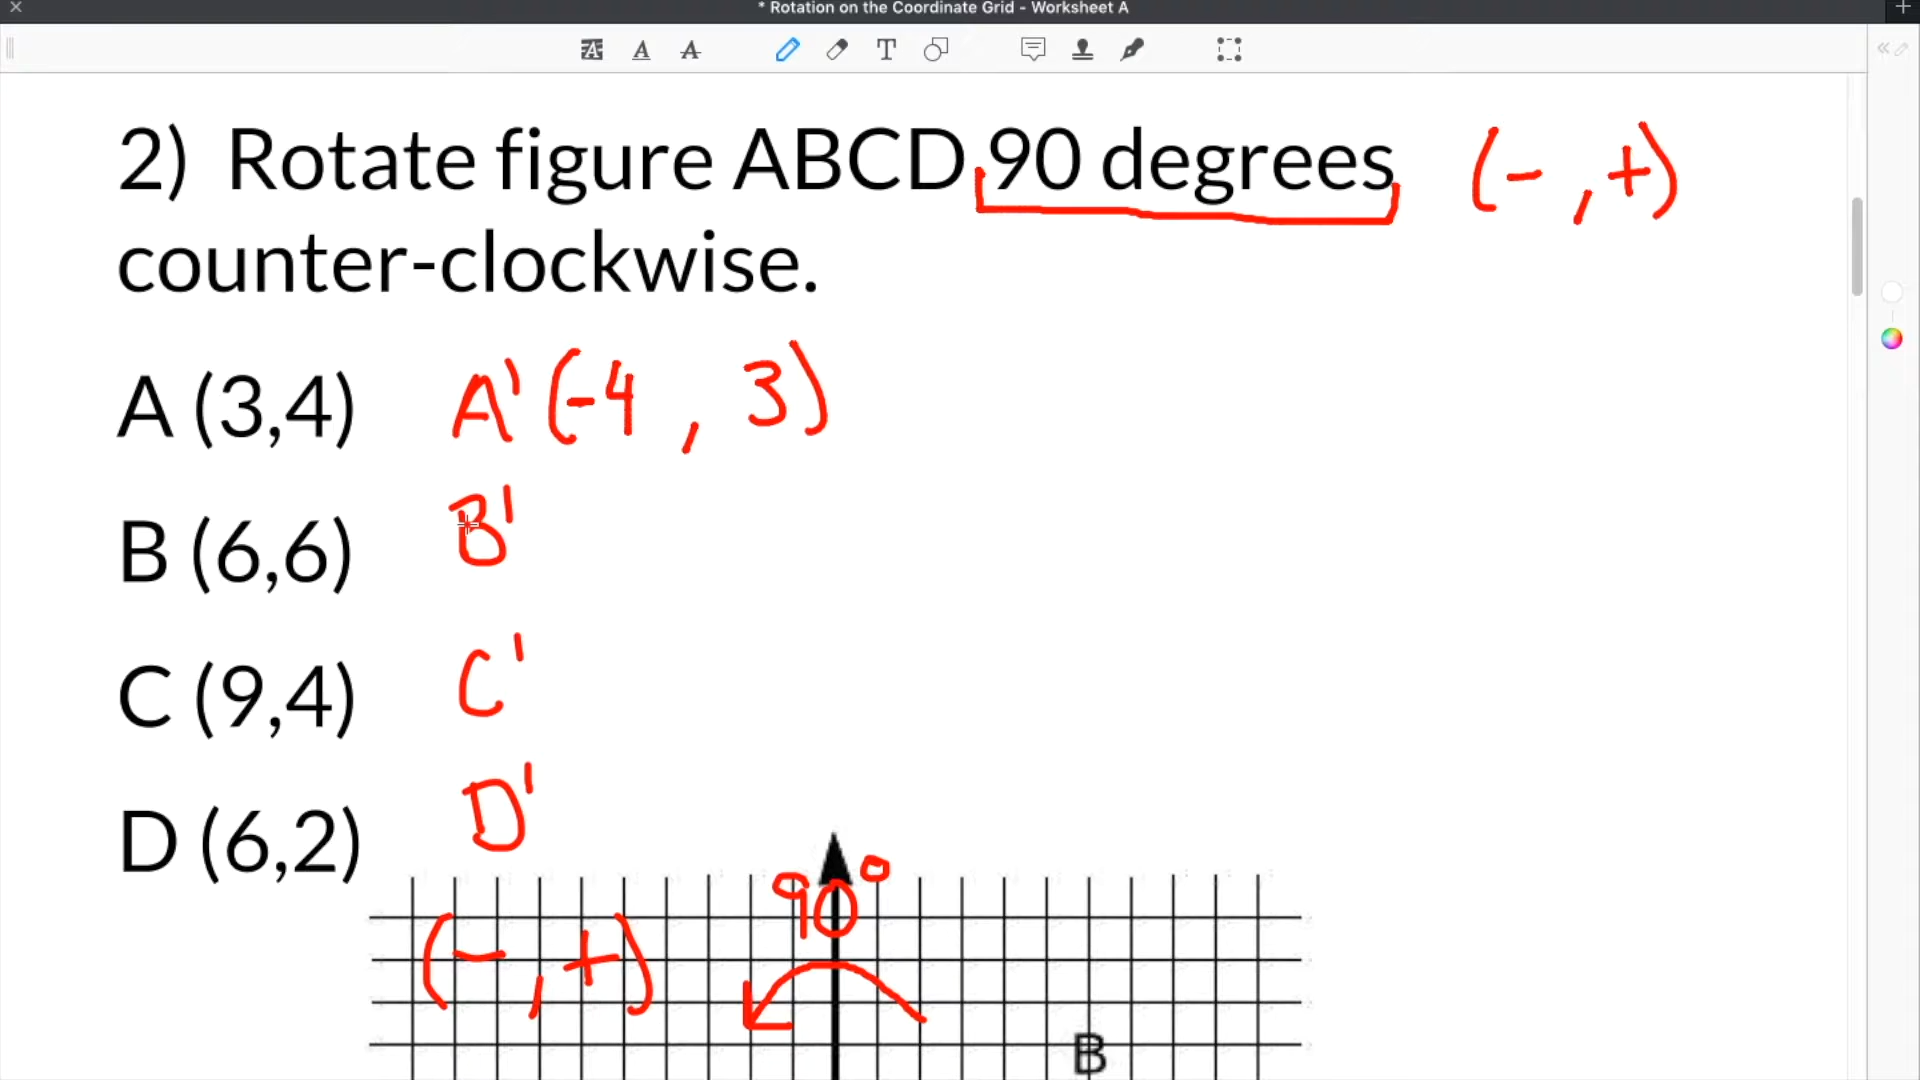 * Rotation on the Coordinate Grid - Worksheet A
2) Rotate figure ABCD 90 degrees (- , +)
counter-clockwise.
A (3,4) A' (-4 , 3)
B (6,6) B'
C (9,4) C'
D (6,2) D'
90°
(- , +)
B